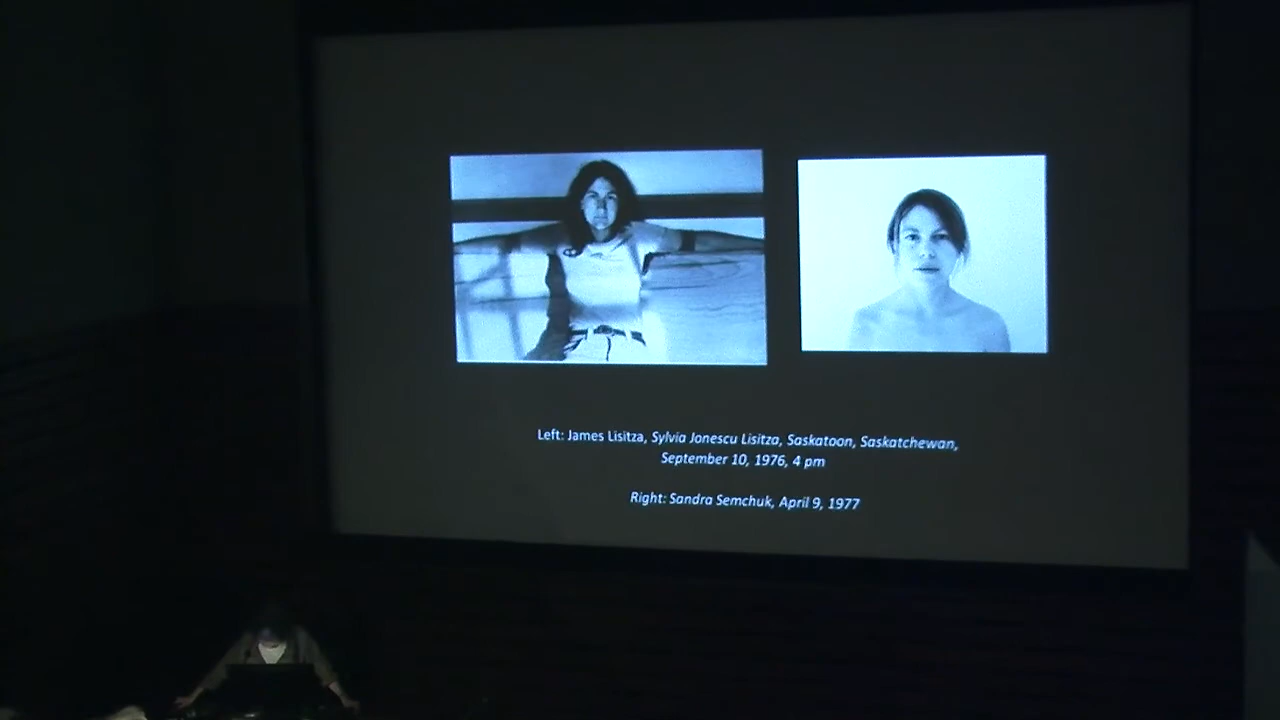 Left: James Lisitza, Sylvia Jonescu Lisitza, Saskatoon, Saskatchewan,
September 10, 1976, 4 pm
Right: Sandra Semchuk, April 9, 1977